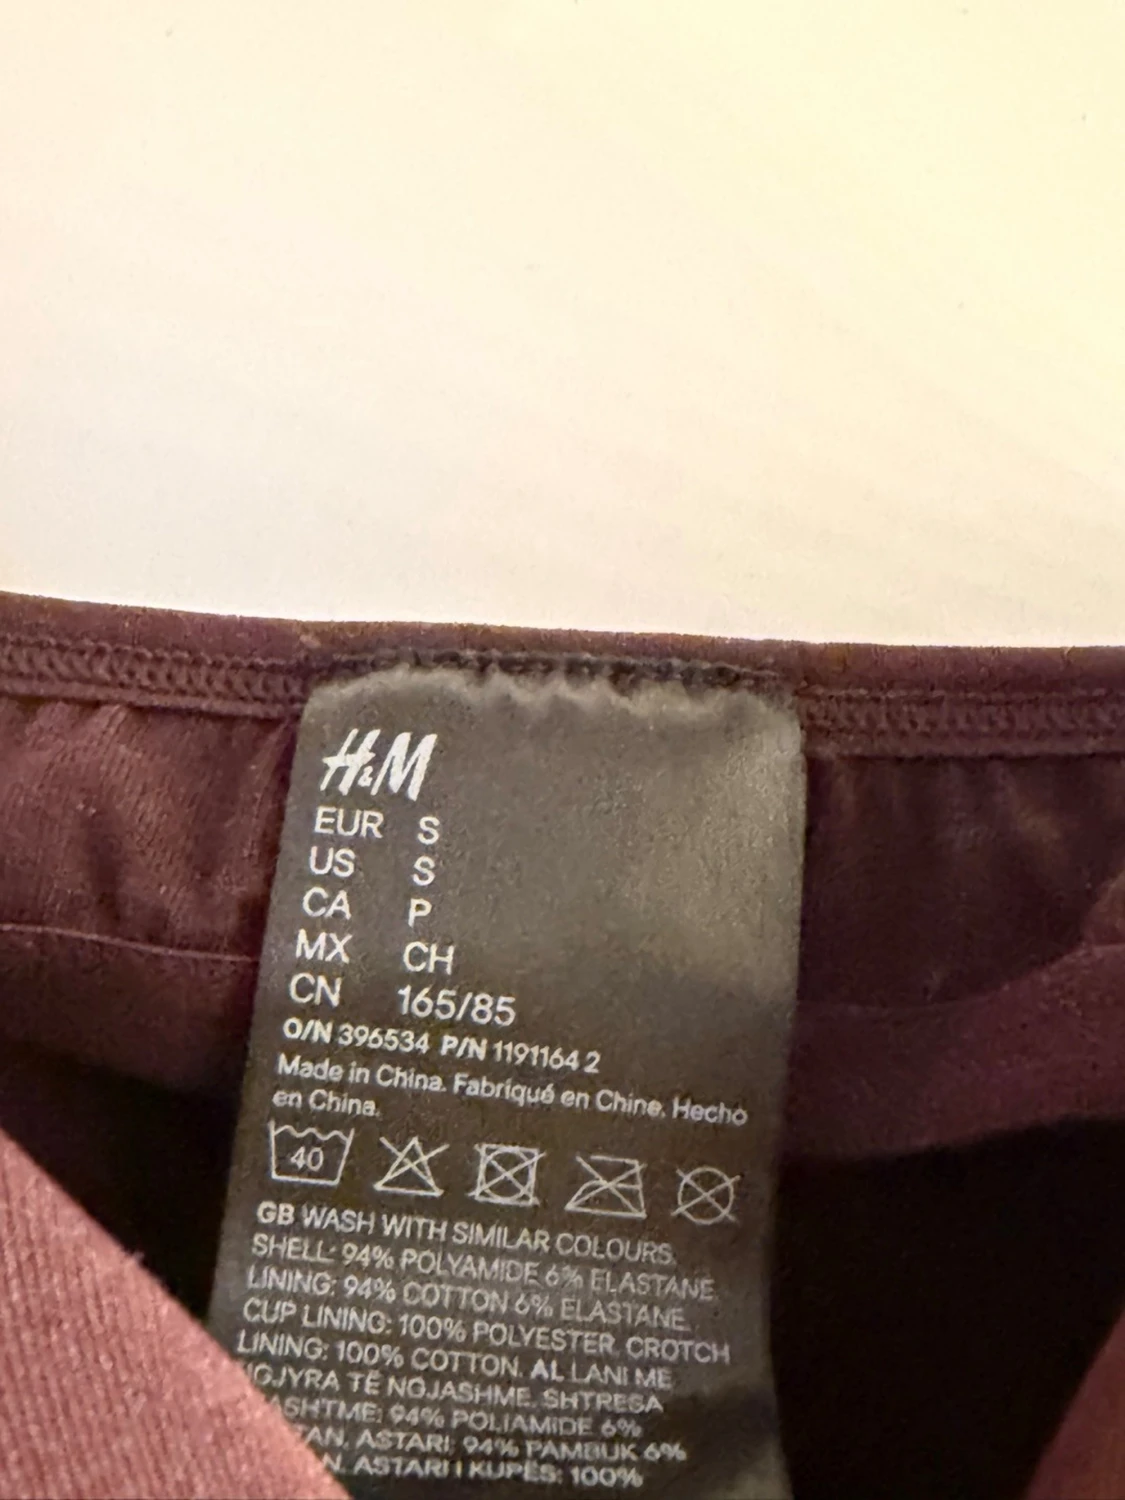 H&M
EUR S
US S
CA P
MX CH
CN 165/85
O/N 396534 P/N 1191164 2
Made in China. Fabriqué en Chine. Hecho
en China.
40
GB WASH WITH SIMILAR COLOURS.
SHELL: 94% POLYAMIDE 6% ELASTANE.
LINING: 94% COTTON 6% ELASTANE.
CUP LINING: 100% POLYESTER. CROTCH
LINING: 100% COTTON. AL LANI ME
NGJYRA TË NGJASHME. SHTRESA
94% POLIAMIDE 6%
ASTARI: 94% PAMBUK 6%
ASTARI I KUPËS: 100%